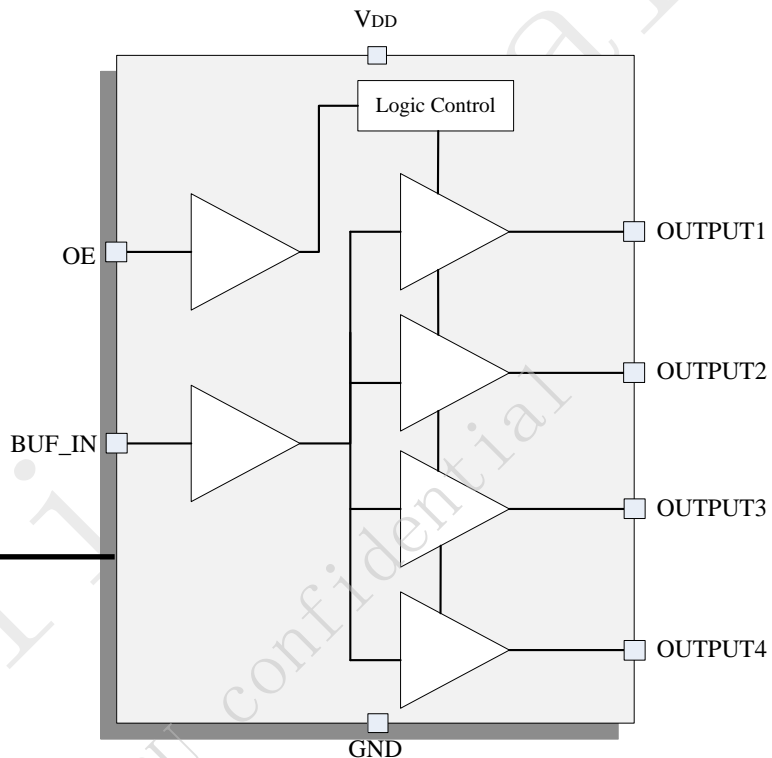 VDD
Logic Control
OE
OUTPUT1
OUTPUT2
BUF_IN
OUTPUT3
OUTPUT4
GND
confidential